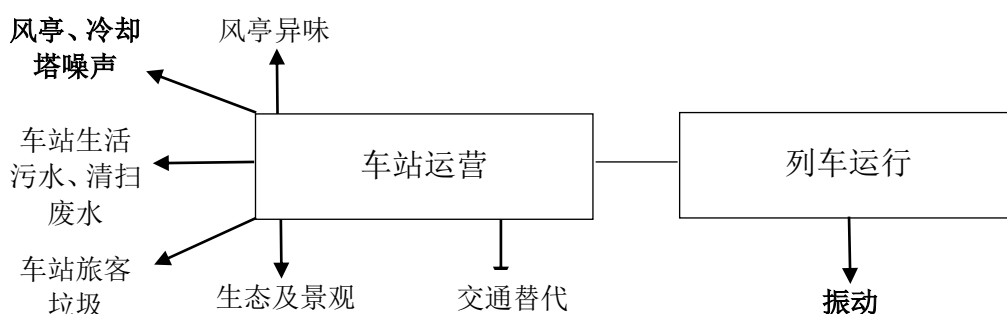 风亭、冷却
塔噪声
风亭异味
车站生活
污水、清扫
废水
车站运营
列车运行
车站旅客
垃圾
生态及景观
交通替代
振动